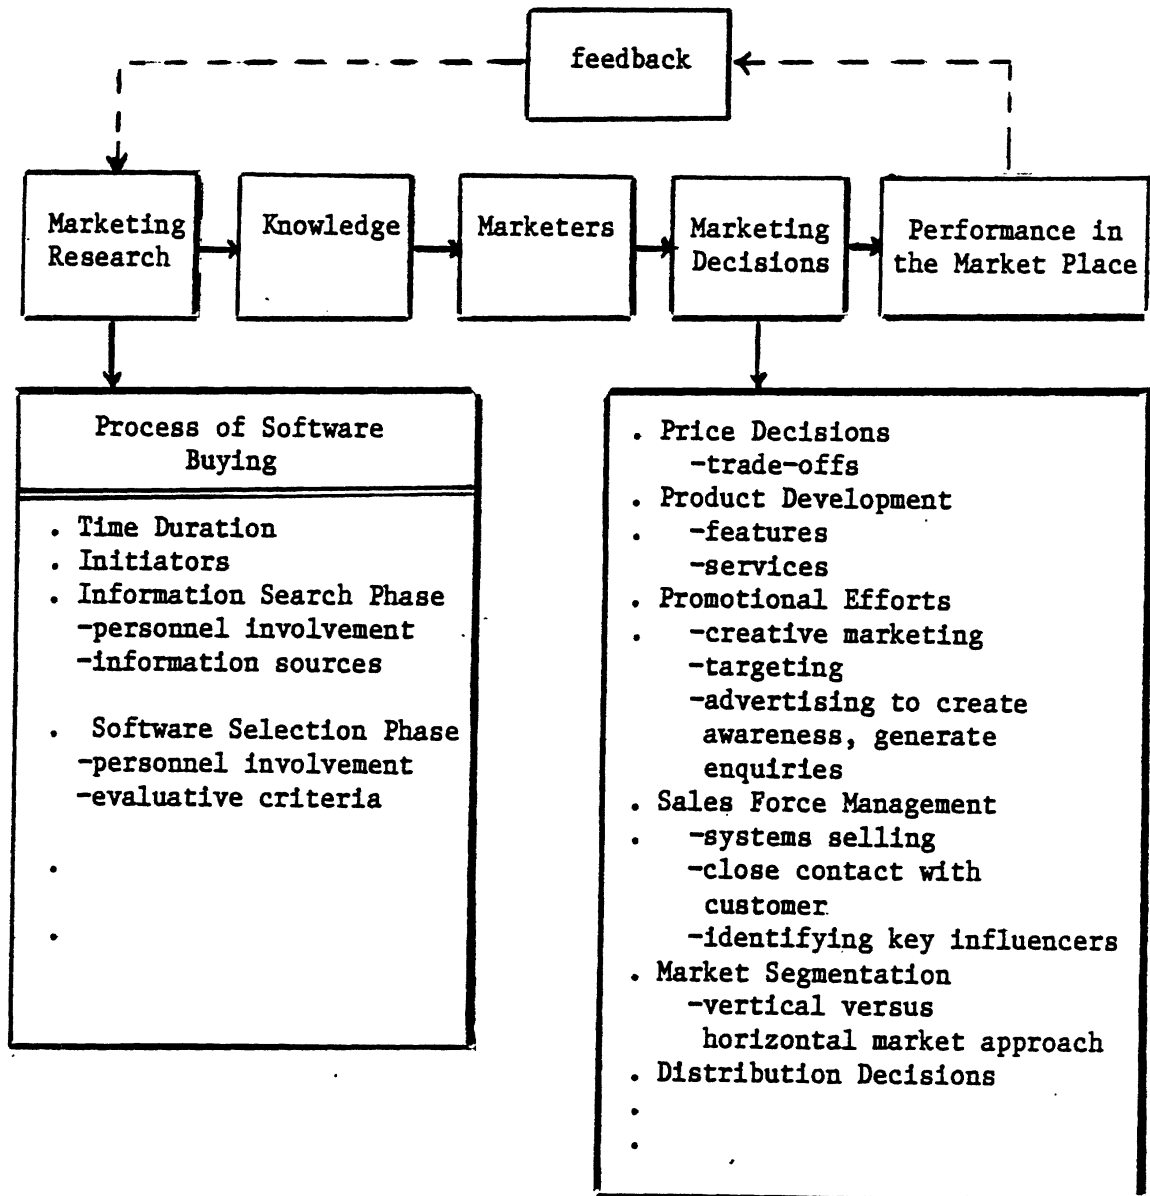 feedback
Marketing
Research
Knowledge
Marketers
Marketing
Decisions
Performance in
the Market Place
Process of Software
Buying
. Time Duration
. Initiators
. Information Search Phase
-personnel involvement
-information sources
. Software Selection Phase
-personnel involvement
-evaluative criteria
.
.
. Price Decisions
-trade-offs
. Product Development
. -features
-services
. Promotional Efforts
. -creative marketing
-targeting
-advertising to create
awareness, generate
enquiries
. Sales Force Management
. -systems selling
-close contact with
customer
-identifying key influencers
. Market Segmentation
-vertical versus
horizontal market approach
. Distribution Decisions
.
.